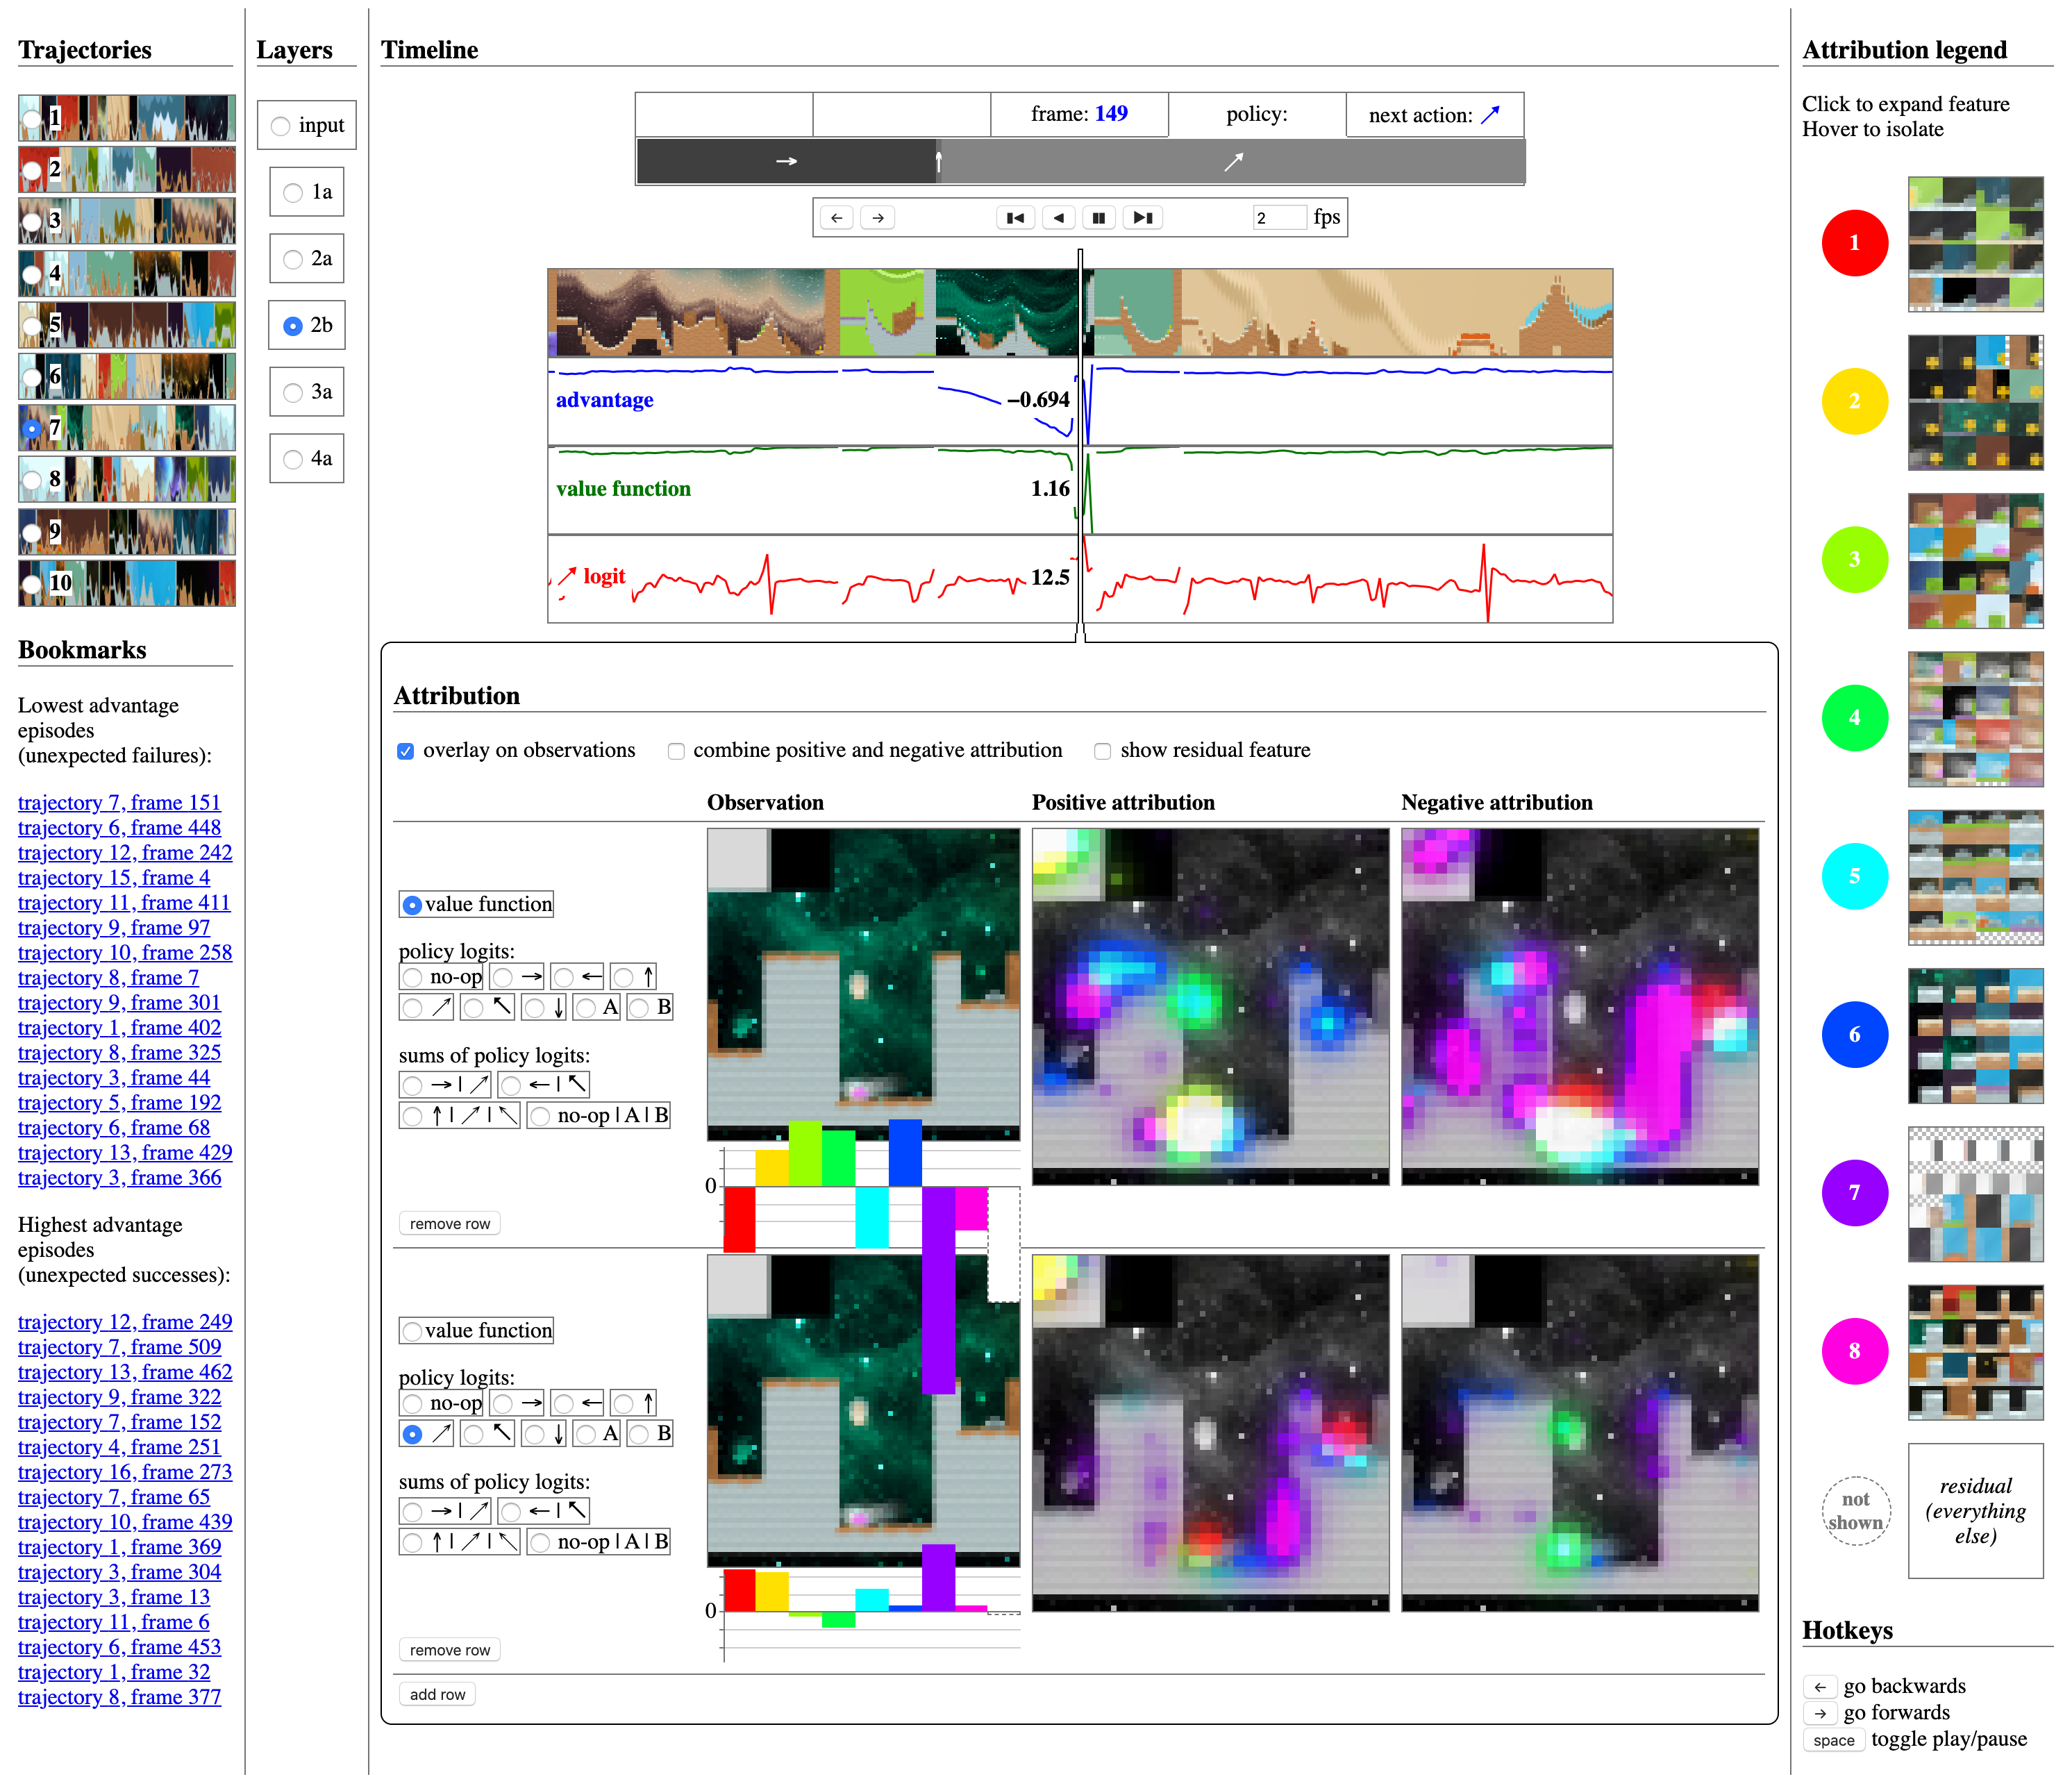 Trajectories
1
2
3
4
5
6
7
8
9
10
Bookmarks
Lowest advantage
episodes
(unexpected failures):
trajectory 7, frame 151
trajectory 6, frame 448
trajectory 12, frame 242
trajectory 15, frame 4
trajectory 11, frame 411
trajectory 9, frame 97
trajectory 10, frame 258
trajectory 8, frame 7
trajectory 9, frame 301
trajectory 1, frame 402
trajectory 8, frame 325
trajectory 3, frame 44
trajectory 5, frame 192
trajectory 6, frame 68
trajectory 13, frame 429
trajectory 3, frame 366
Highest advantage
episodes
(unexpected successes):
trajectory 12, frame 249
trajectory 7, frame 509
trajectory 13, frame 462
trajectory 9, frame 322
trajectory 7, frame 152
trajectory 4, frame 251
trajectory 16, frame 273
trajectory 7, frame 65
trajectory 10, frame 439
trajectory 1, frame 369
trajectory 3, frame 304
trajectory 3, frame 13
trajectory 11, frame 6
trajectory 6, frame 453
trajectory 1, frame 32
trajectory 8, frame 377
Layers
input
1a
2a
2b
3a
4a
Timeline
frame: 149 policy: next action: ↗
→ ↑ ↗
← → 2 fps
advantage −0.694
value function 1.16
↗ logit 12.5
Attribution
overlay on observations combine positive and negative attribution show residual feature
Observation Positive attribution Negative attribution
value function
policy logits:
no-op → ← ↑
↗ ↖ ↓ A B
sums of policy logits:
→ | ↗ ← | ↖
↑ | ↗ | ↖ no-op | A | B
0
remove row
value function
policy logits:
no-op → ← ↑
↗ ↖ ↓ A B
sums of policy logits:
→ | ↗ ← | ↖
↑ | ↗ | ↖ no-op | A | B
0
remove row
add row
Attribution legend
Click to expand feature
Hover to isolate
1
2
3
4
5
6
7
8
not
shown
residual
(everything
else)
Hotkeys
← go backwards
→ go forwards
space toggle play/pause